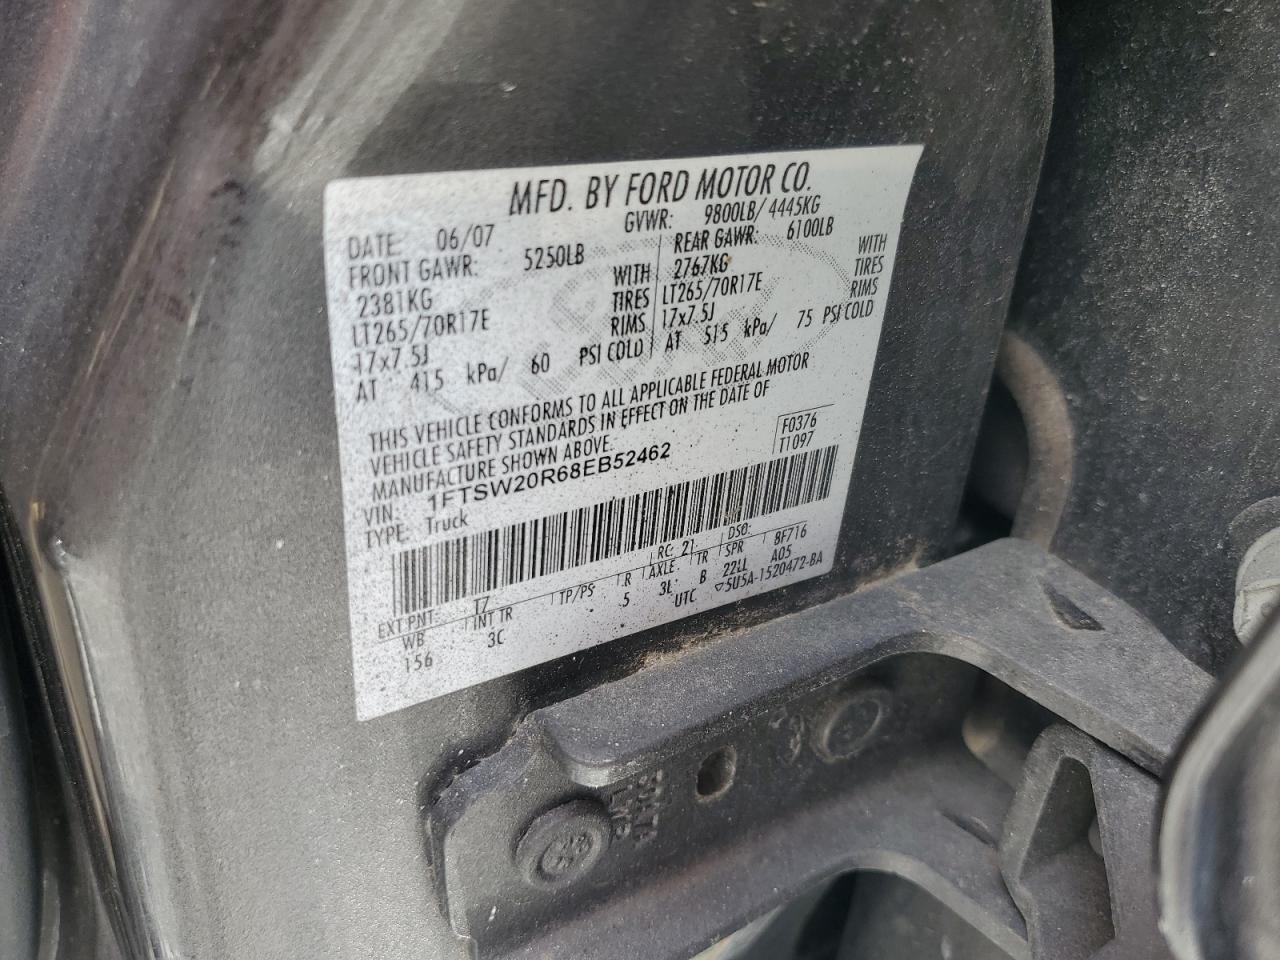 MFD. BY FORD MOTOR CO.
DATE: 06/07 GVWR: 9800LB/ 4445KG
FRONT GAWR: 5250LB REAR GAWR: 6100LB
2381KG WITH 2767KG WITH
LT265/70R17E TIRES LT265/70R17E TIRES
17x7.5J RIMS 17x7.5J RIMS
AT 415 kPa/ 60 PSI COLD AT 515 kPa/ 75 PSI COLD
THIS VEHICLE CONFORMS TO ALL APPLICABLE FEDERAL MOTOR
VEHICLE SAFETY STANDARDS IN EFFECT ON THE DATE OF
MANUFACTURE SHOWN ABOVE.
VIN: 1FTSW20R68EB52462 F0376
TYPE: Truck T1097
EXT PNT: T7 RC: 21 DSO: 8F716
WB INT TR TP/PS R AXLE TR SPR
156 3C 5 3L B 22LL A05
UTC ▽5U5A-1520472-BA